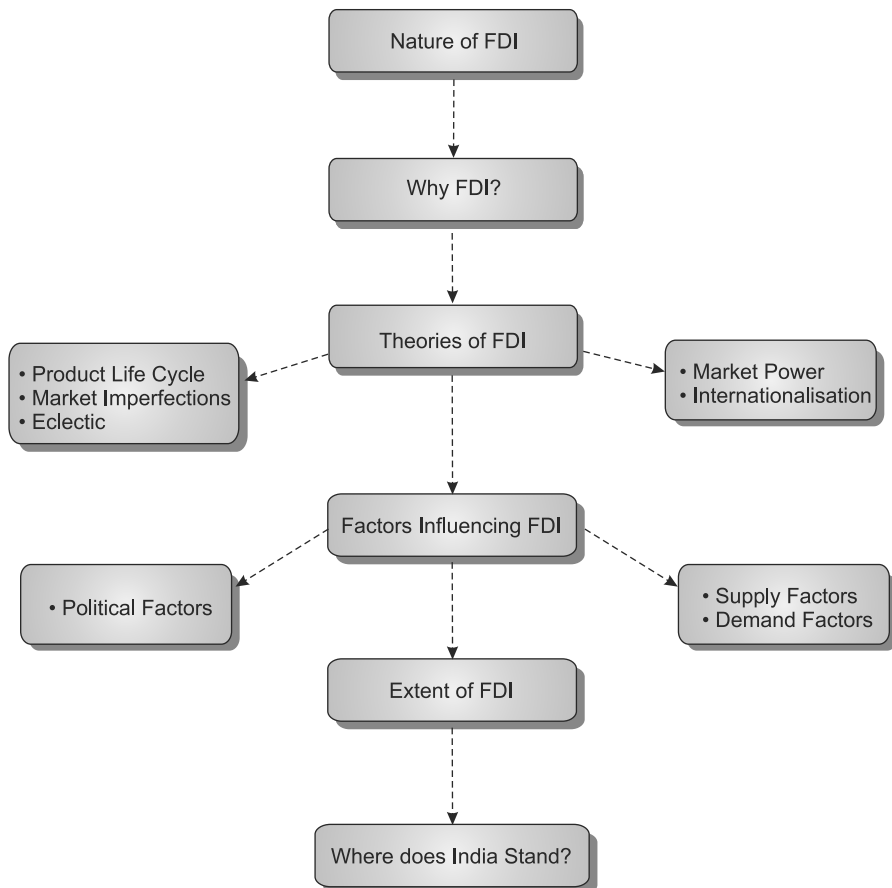 Nature of FDI
Why FDI?
Theories of FDI
• Product Life Cycle
• Market Imperfections
• Eclectic
• Market Power
• Internationalisation
Factors Influencing FDI
• Political Factors
• Supply Factors
• Demand Factors
Extent of FDI
Where does India Stand?